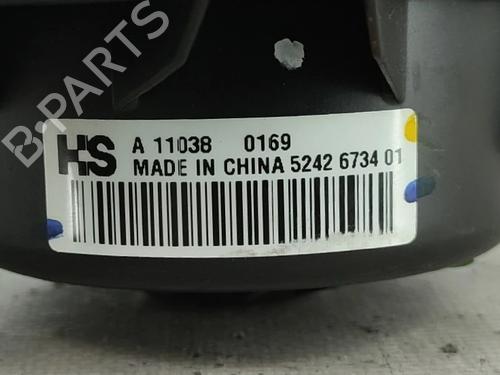 HS A 11038 0169
MADE IN CHINA 5242 6734 01
B-PARTS